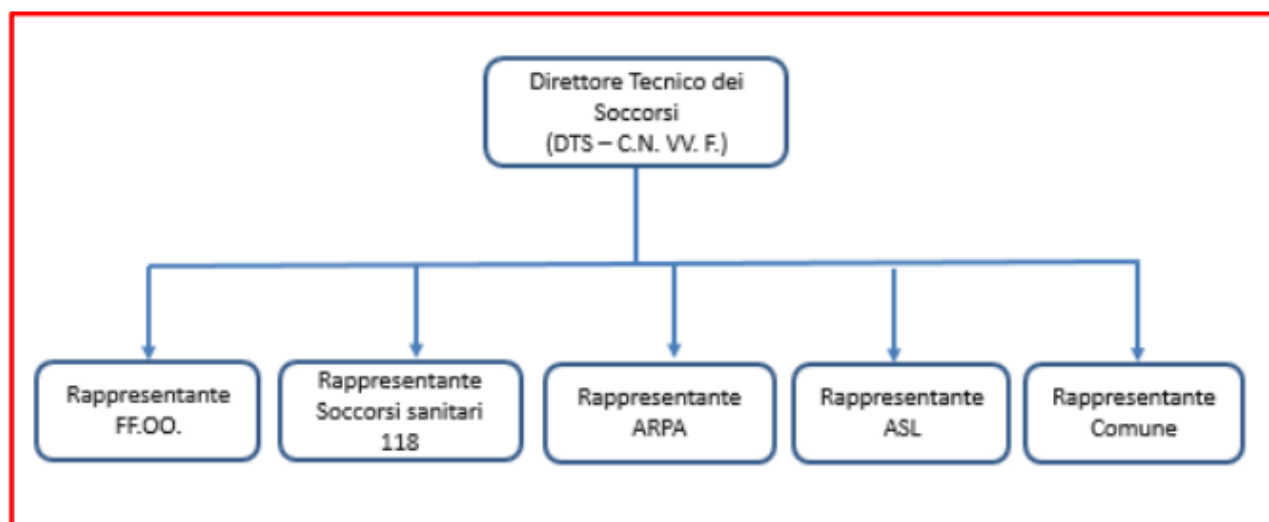 Direttore Tecnico dei
Soccorsi
(DTS – C.N. VV. F.)
Rappresentante
FF.OO.
Rappresentante
Soccorsi sanitari
118
Rappresentante
ARPA
Rappresentante
ASL
Rappresentante
Comune